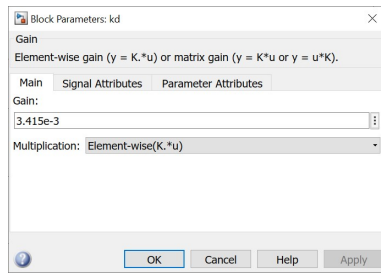 Block Parameters: kd
Gain
Element-wise gain (y = K.*u) or matrix gain (y = K*u or y = u*K).
Main Signal Attributes Parameter Attributes
Gain:
3.415e-3
Multiplication: Element-wise(K.*u)
OK Cancel Help Apply